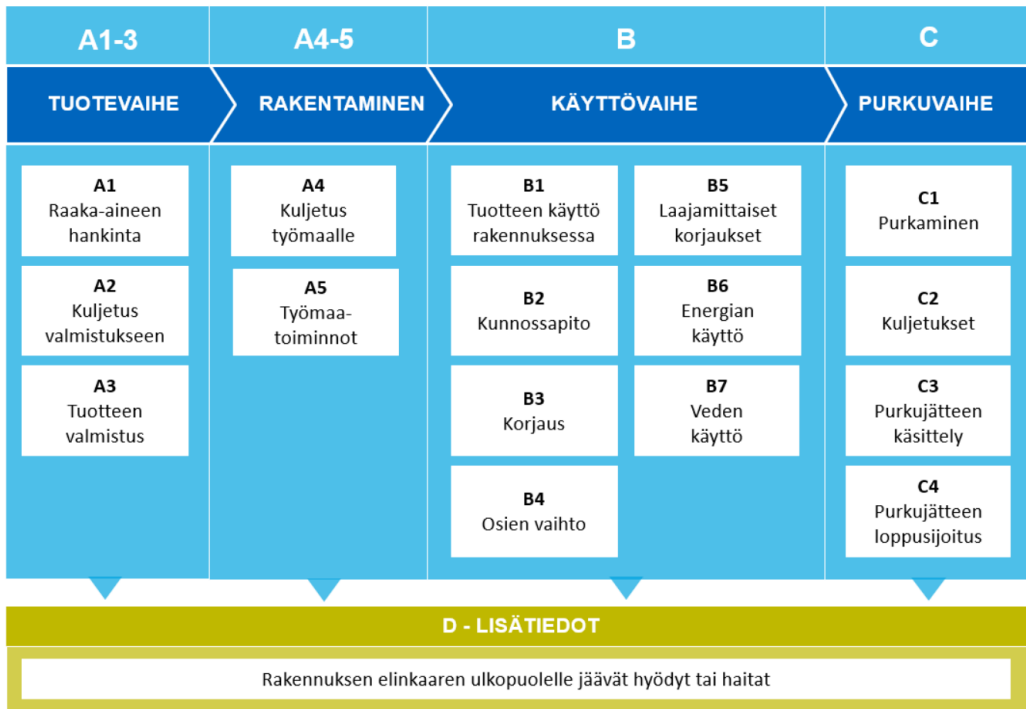 A1-3
A4-5
B
C
TUOTEVAIHE
RAKENTAMINEN
KÄYTTÖVAIHE
PURKUVAIHE
A1
Raaka-aineen
hankinta
A2
Kuljetus
valmistukseen
A3
Tuotteen
valmistus
A4
Kuljetus
työmaalle
A5
Työmaa-
toiminnot
B1
Tuotteen käyttö
rakennuksessa
B2
Kunnossapito
B3
Korjaus
B4
Osien vaihto
B5
Laajamittaiset
korjaukset
B6
Energian
käyttö
B7
Veden
käyttö
C1
Purkaminen
C2
Kuljetukset
C3
Purkujätteen
käsittely
C4
Purkujätteen
loppusijoitus
D - LISÄTIEDOT
Rakennuksen elinkaaren ulkopuolelle jäävät hyödyt tai haitat